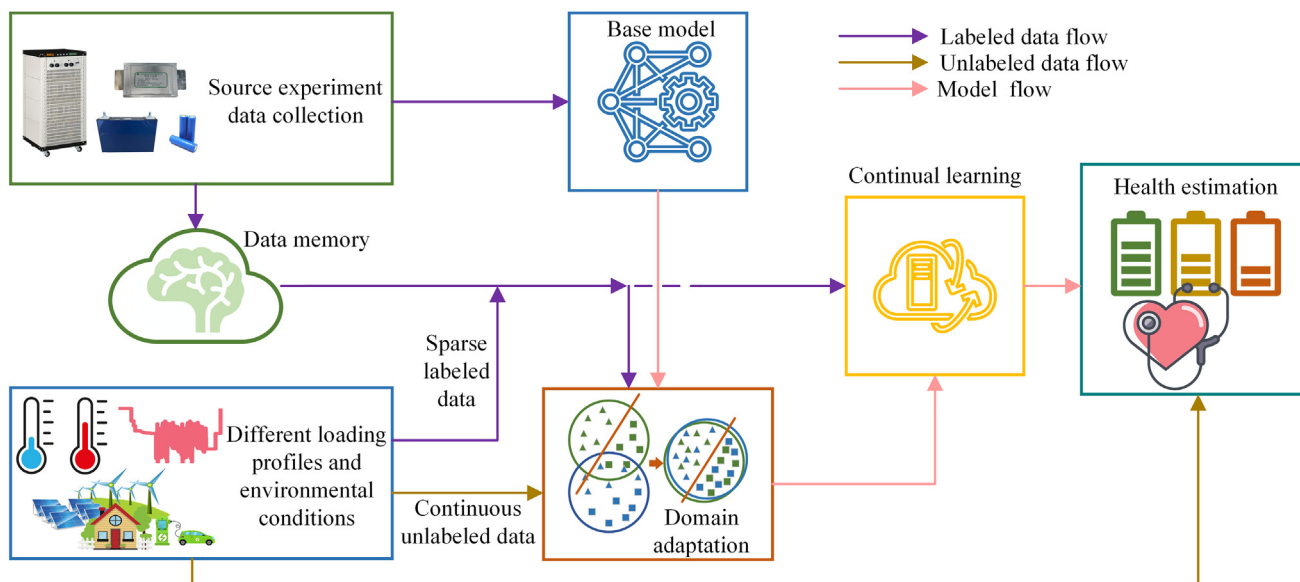 Source experiment
data collection
Base model
Labeled data flow
Unlabeled data flow
Model flow
Data memory
Continual learning
Health estimation
Sparse
labeled
data
Different loading
profiles and
environmental
conditions
Continuous
unlabeled data
Domain
adaptation